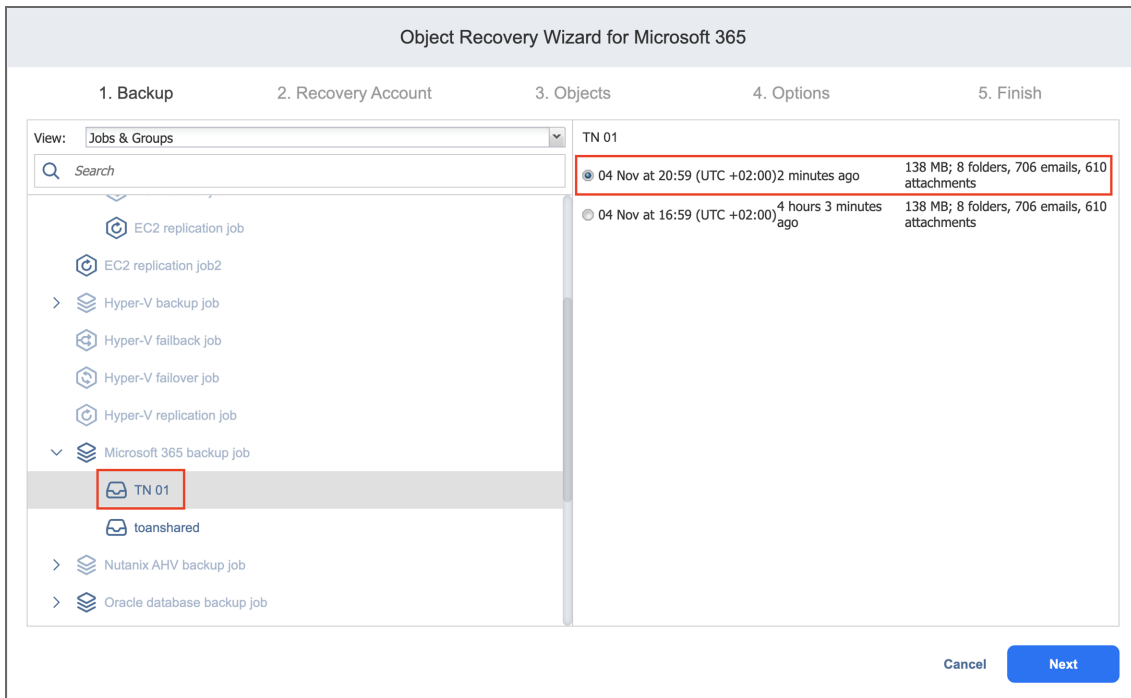 Object Recovery Wizard for Microsoft 365
1. Backup
2. Recovery Account
3. Objects
4. Options
5. Finish
View:
Jobs & Groups
Search
EC2 replication job
EC2 replication job2
Hyper-V backup job
Hyper-V failback job
Hyper-V failover job
Hyper-V replication job
Microsoft 365 backup job
TN 01
toanshared
Nutanix AHV backup job
Oracle database backup job
TN 01
04 Nov at 20:59 (UTC +02:00) 2 minutes ago
138 MB; 8 folders, 706 emails, 610
attachments
04 Nov at 16:59 (UTC +02:00)
4 hours 3 minutes
ago
138 MB; 8 folders, 706 emails, 610
attachments
Cancel
Next